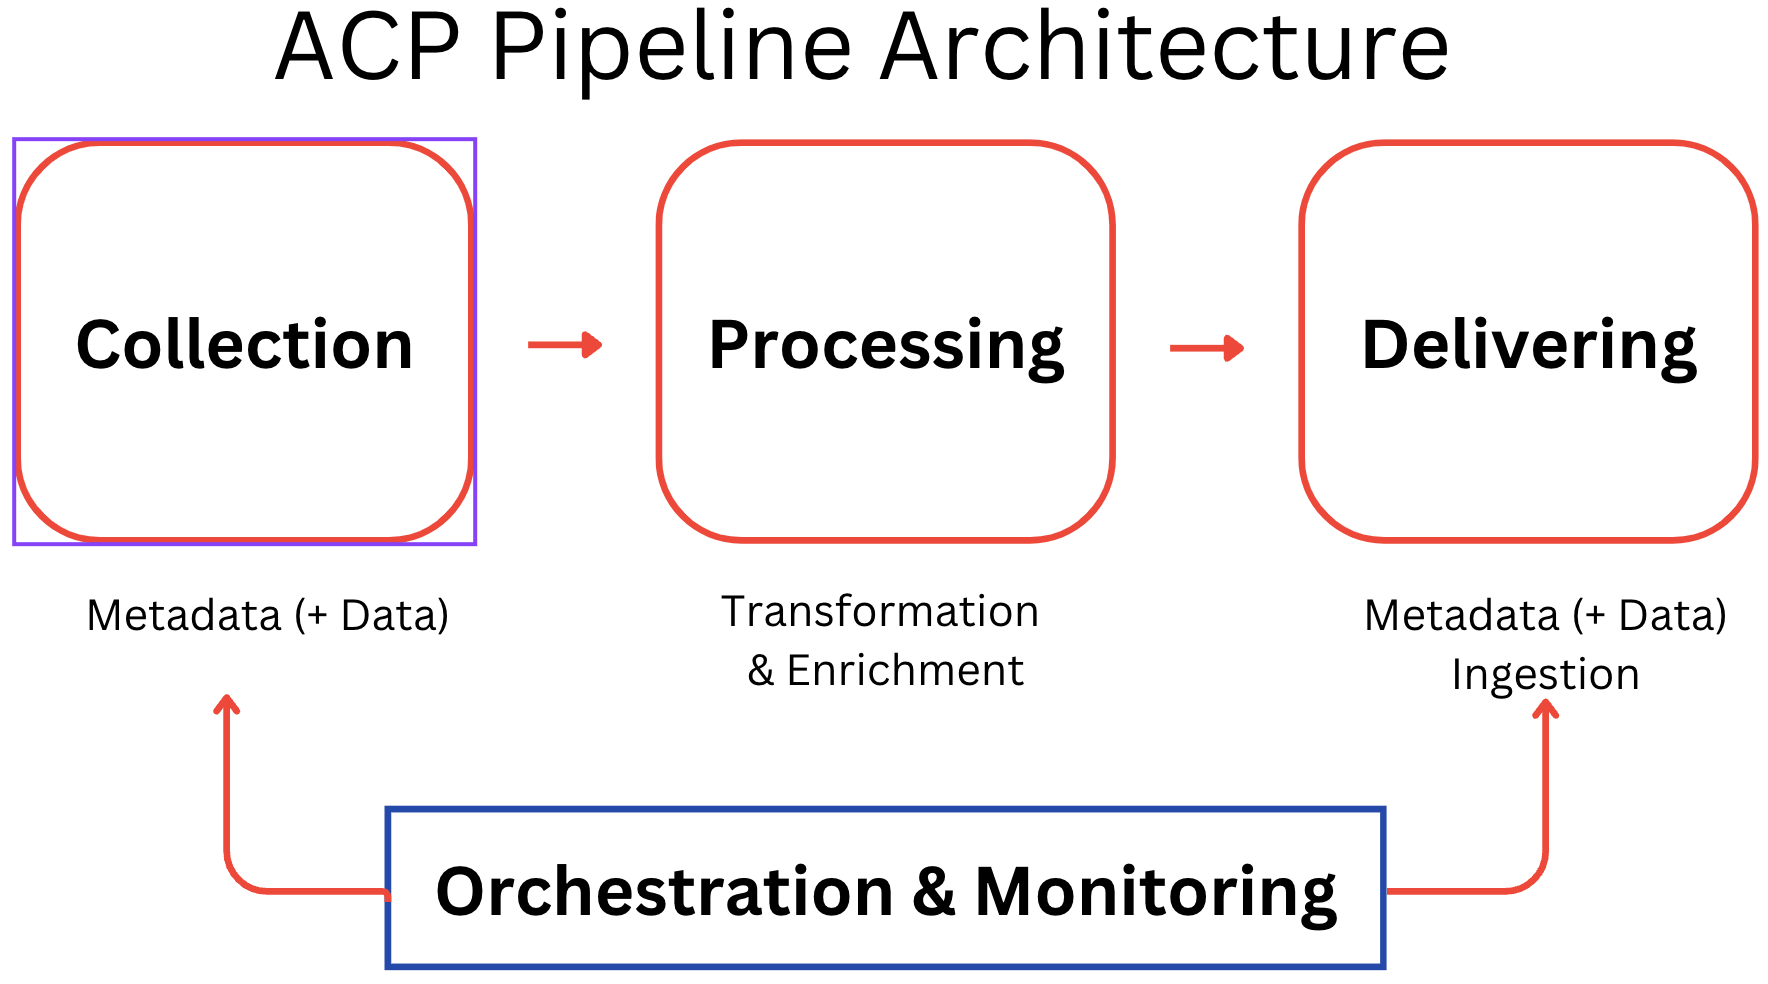 ACP Pipeline Architecture
Collection
Processing
Delivering
Metadata (+ Data)
Transformation
& Enrichment
Metadata (+ Data)
Ingestion
Orchestration & Monitoring